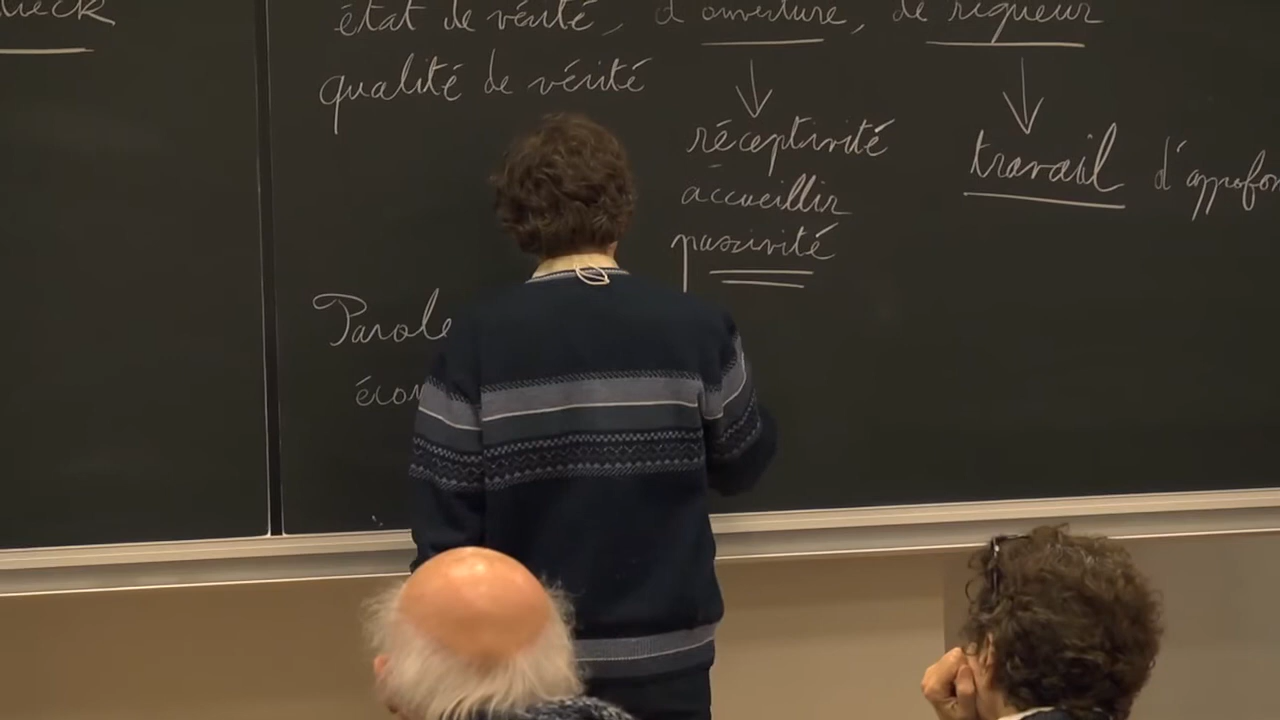 état de vérité, d'ouverture, de rigueur
qualité de vérité
réceptivité
accueillir
passivité
travail d'approfon
Parole
écou